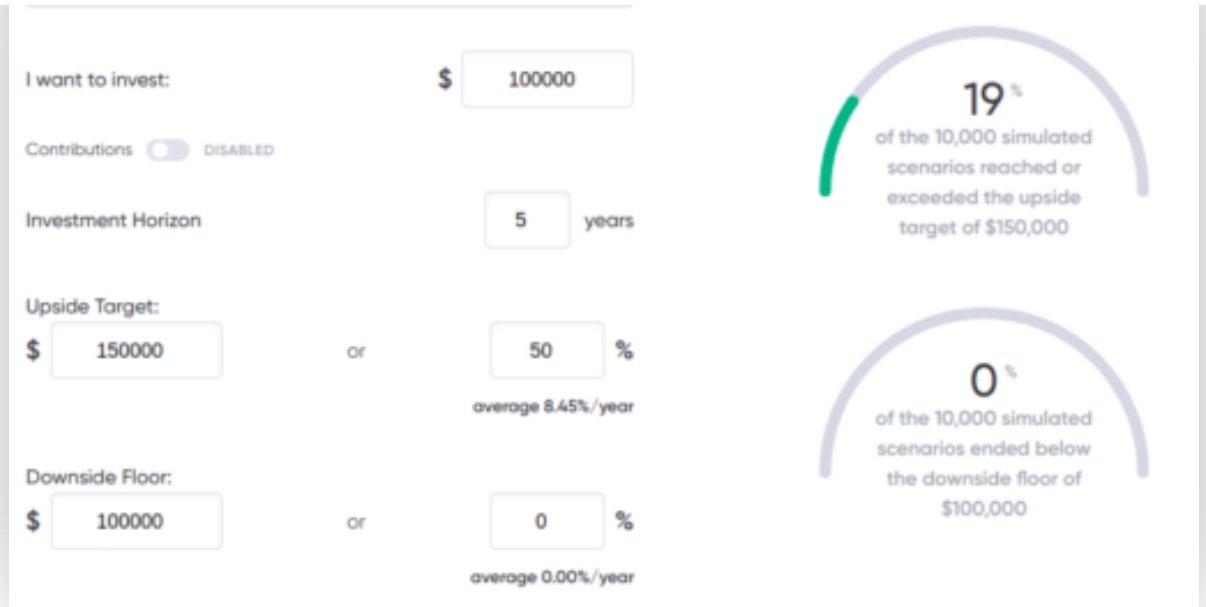 I want to invest: $ 100000
Contributions DISABLED
Investment Horizon 5 years
Upside Target:
$ 150000 or 50 %
average 8.45%/year
Downside Floor:
$ 100000 or 0 %
average 0.00%/year
19 %
of the 10,000 simulated
scenarios reached or
exceeded the upside
target of $150,000
0 %
of the 10,000 simulated
scenarios ended below
the downside floor of
$100,000